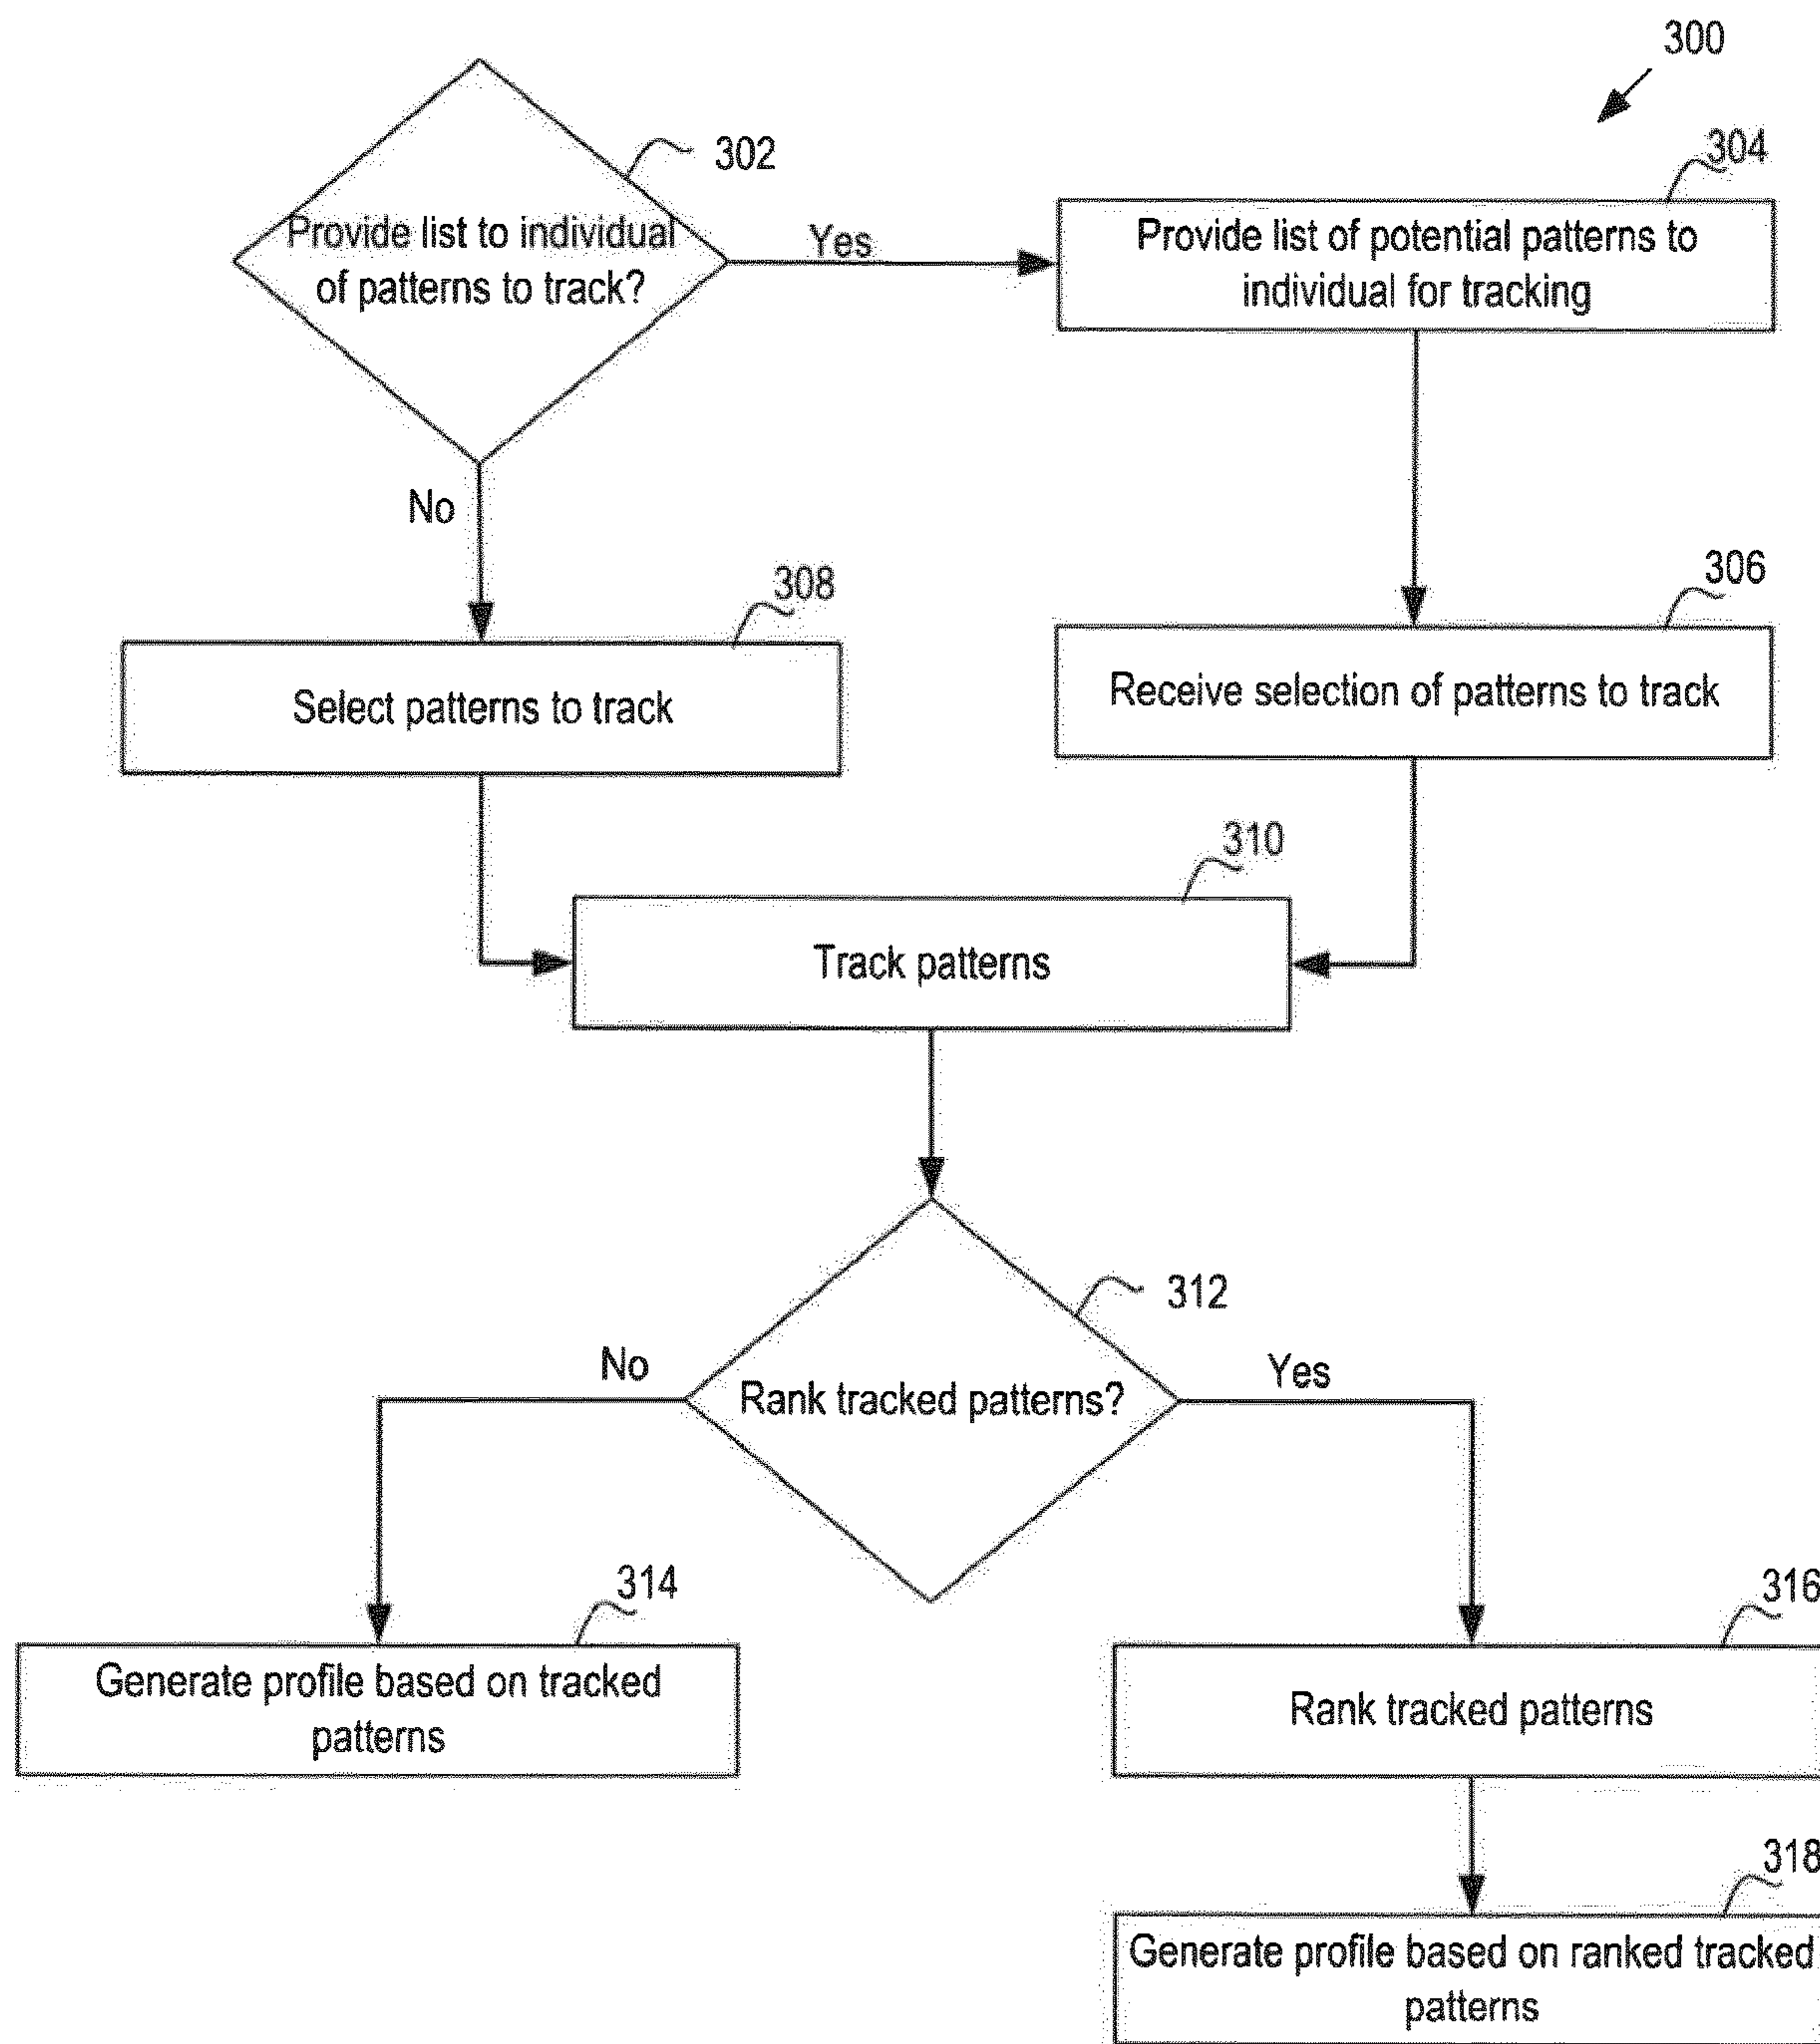 300
302
304
Provide list to individual
of patterns to track?
Yes
Provide list of potential patterns to
individual for tracking
No
308
306
Select patterns to track
Receive selection of patterns to track
310
Track patterns
312
No
Yes
Rank tracked patterns?
314
316
Generate profile based on tracked
patterns
Rank tracked patterns
318
Generate profile based on ranked tracked
patterns